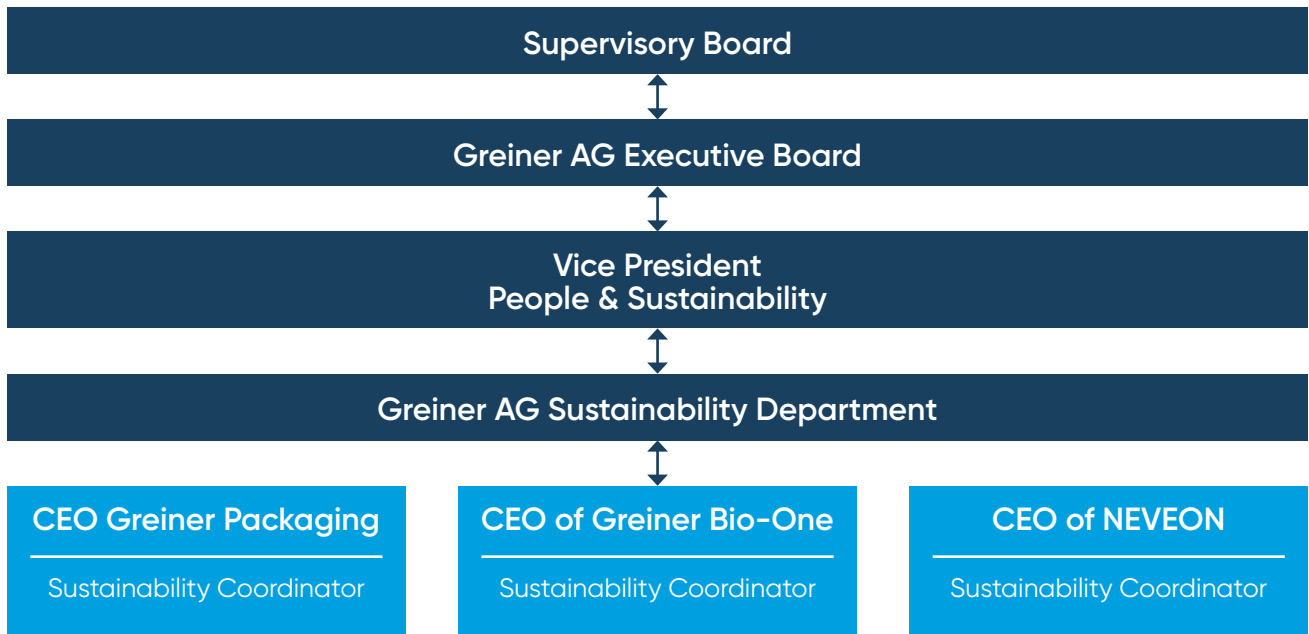 Supervisory Board
Greiner AG Executive Board
Vice President
People & Sustainability
Greiner AG Sustainability Department
CEO Greiner Packaging
Sustainability Coordinator
CEO of Greiner Bio-One
Sustainability Coordinator
CEO of NEVEON
Sustainability Coordinator